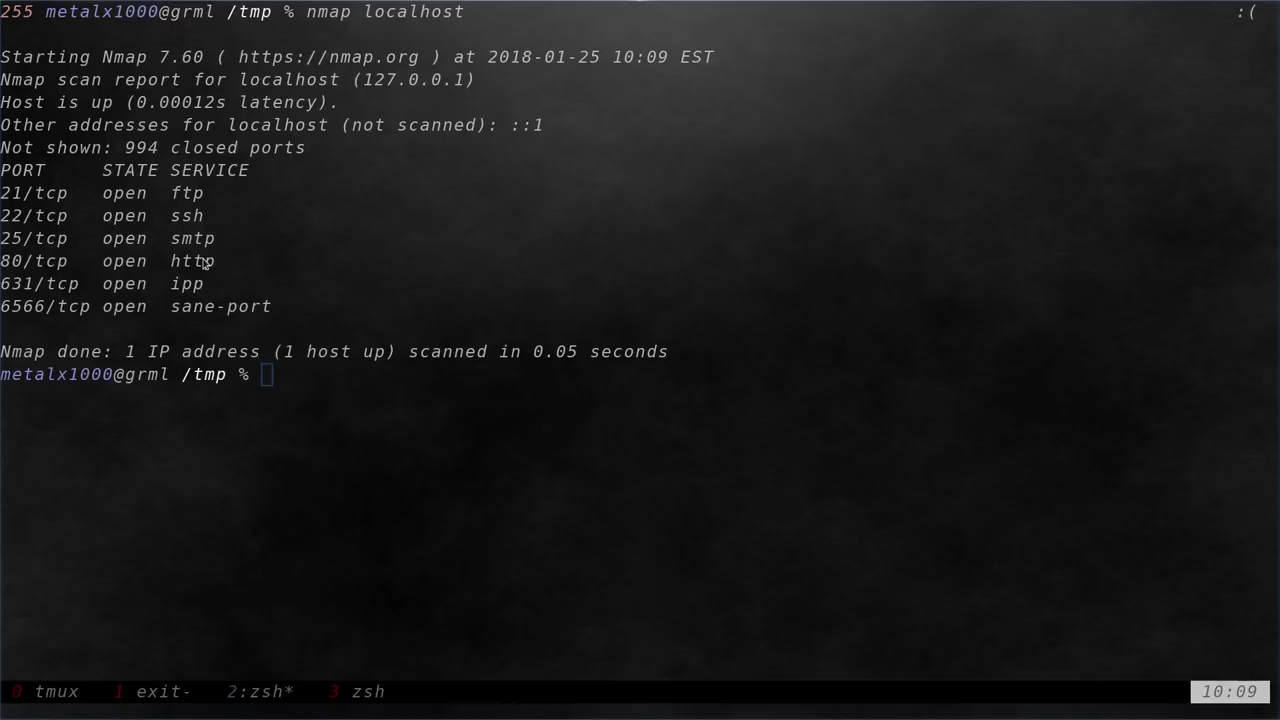 255 metalx1000@grml /tmp % nmap localhost :(
Starting Nmap 7.60 ( https://nmap.org ) at 2018-01-25 10:09 EST
Nmap scan report for localhost (127.0.0.1)
Host is up (0.00012s latency).
Other addresses for localhost (not scanned): ::1
Not shown: 994 closed ports
PORT     STATE SERVICE
21/tcp   open  ftp
22/tcp   open  ssh
25/tcp   open  smtp
80/tcp   open  http
631/tcp  open  ipp
6566/tcp open  sane-port
Nmap done: 1 IP address (1 host up) scanned in 0.05 seconds
metalx1000@grml /tmp %
0 tmux  1 exit-  2:zsh*  3 zsh 10:09